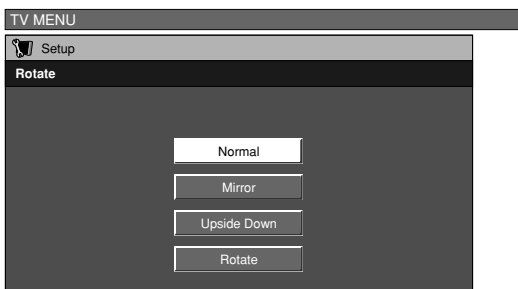 TV MENU
Setup
Rotate
Normal
Mirror
Upside Down
Rotate